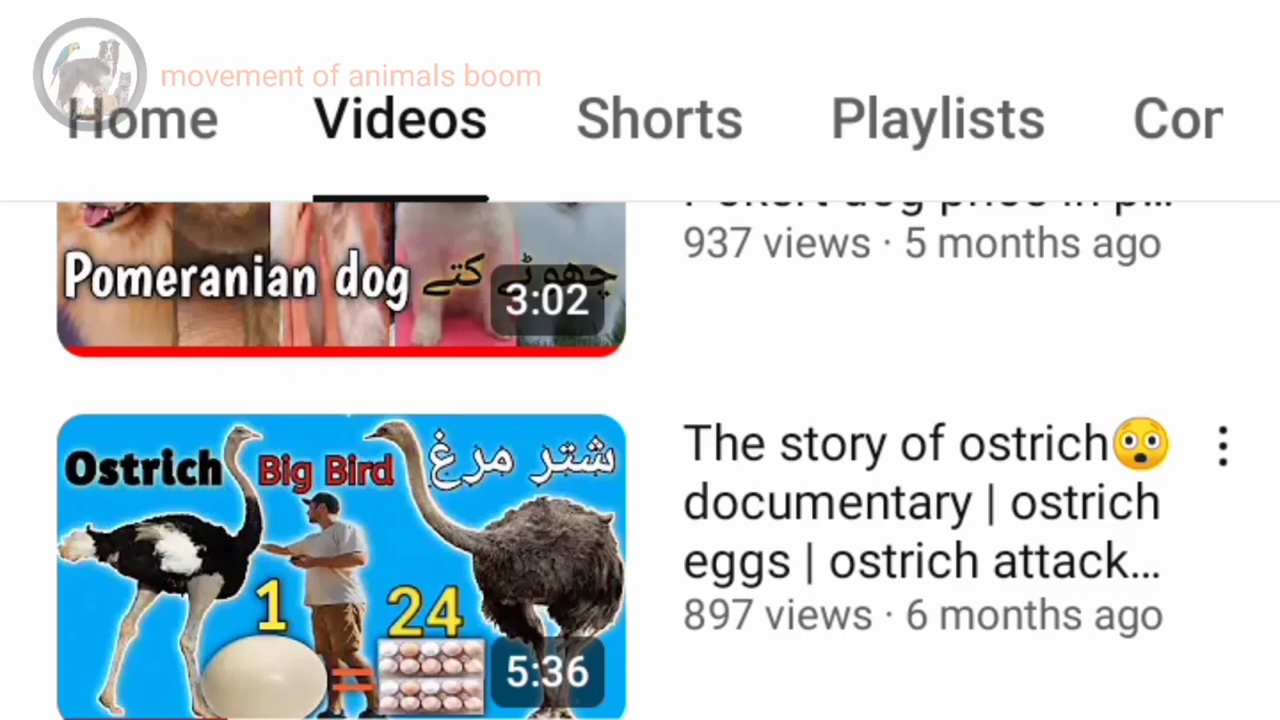 movement of animals boom
Home Videos Shorts Playlists
937 views · 5 months ago
Pomeranian dog چھوٹے کتے
3:02
The story of ostrich😳
documentary | ostrich
eggs | ostrich attack...
897 views · 6 months ago
Ostrich Big Bird شتر مرغ
1 = 24
5:36